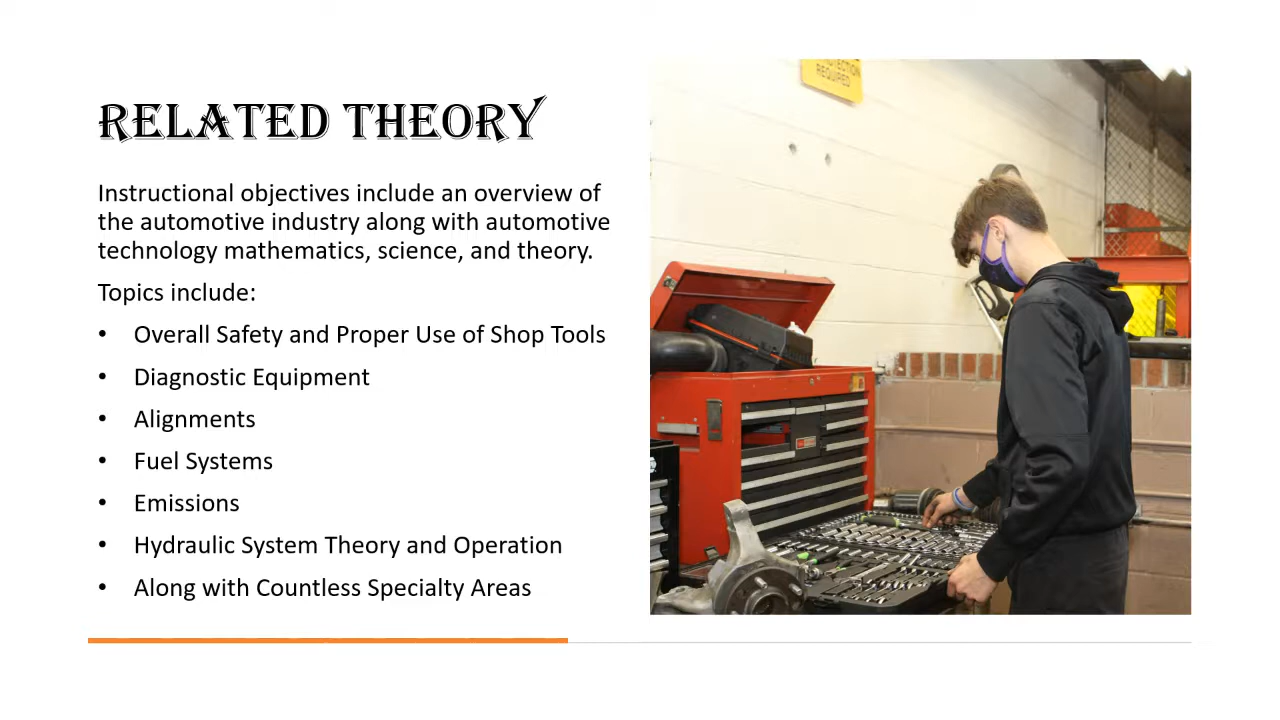 RELATED THEORY
Instructional objectives include an overview of
the automotive industry along with automotive
technology mathematics, science, and theory.
Topics include:
• Overall Safety and Proper Use of Shop Tools
• Diagnostic Equipment
• Alignments
• Fuel Systems
• Emissions
• Hydraulic System Theory and Operation
• Along with Countless Specialty Areas
REQUIRED